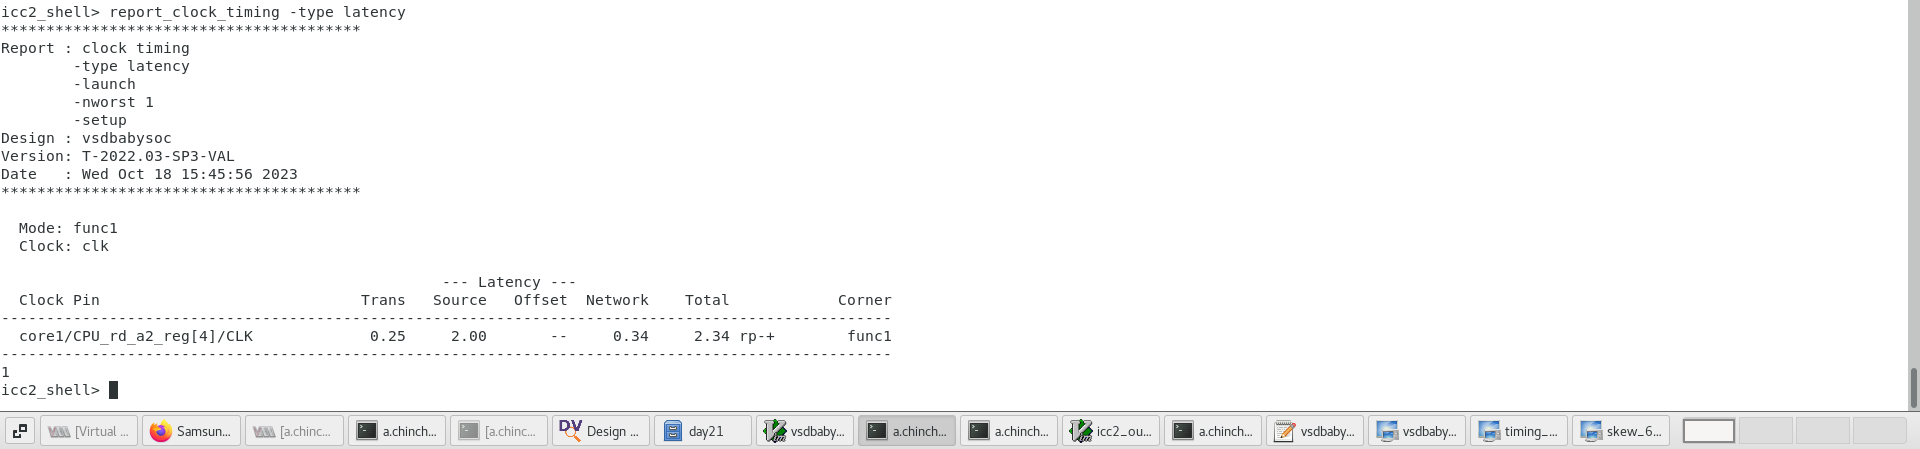 icc2_shell> report_clock_timing -type latency
****************************************
Report : clock timing
        -type latency
        -launch
        -nworst 1
        -setup
Design : vsdbabysoc
Version: T-2022.03-SP3-VAL
Date   : Wed Oct 18 15:45:56 2023
****************************************

  Mode: func1
  Clock: clk

                                                 --- Latency ---
  Clock Pin                             Trans   Source   Offset  Network    Total            Corner
---------------------------------------------------------------------------------------------------
  core1/CPU_rd_a2_reg[4]/CLK             0.25     2.00       --     0.34     2.34 rp-+        func1
---------------------------------------------------------------------------------------------------
1
icc2_shell>
[Virtual ... Samsun... [a.chinc... a.chinch... [a.chinc... DV Design ... day21 vsdbaby... a.chinch... a.chinch... icc2_ou... a.chinch... vsdbaby... vsdbaby... timing_... skew_6...